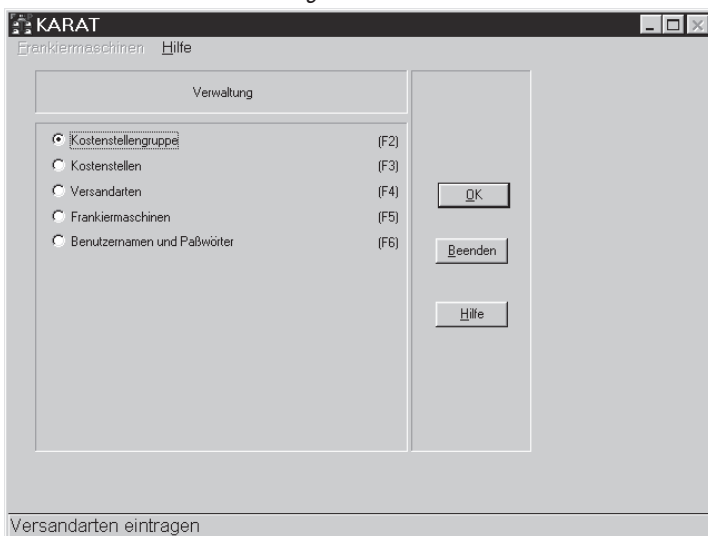 KARAT
Frankiermaschinen Hilfe
Verwaltung
Kostenstellengruppe (F2)
Kostenstellen (F3)
Versandarten (F4)
Frankiermaschinen (F5)
Benutzernamen und Paßwörter (F6)
OK
Beenden
Hilfe
Versandarten eintragen